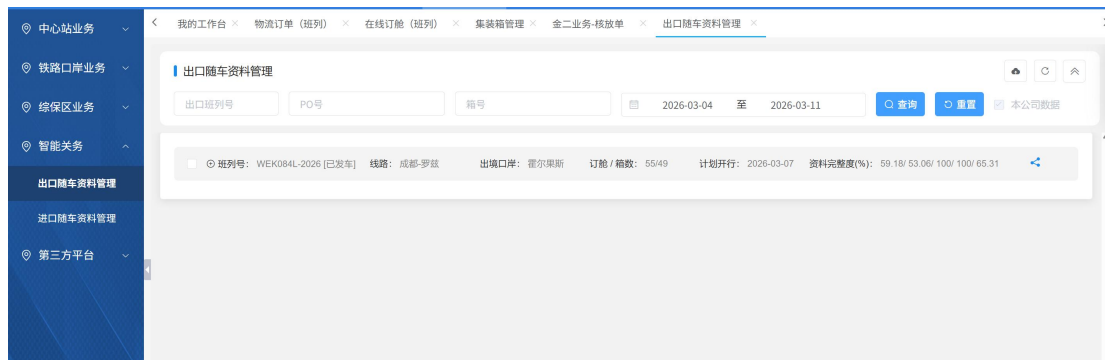 中心站业务
铁路口岸业务
综保区业务
智能关务
出口随车资料管理
进口随车资料管理
第三方平台
我的工作台 物流订单（班列） 在线订舱（班列） 集装箱管理 金二业务-核放单 出口随车资料管理
出口随车资料管理
出口班列号 PO号 箱号 2026-03-04 至 2026-03-11 查询 重置 本公司数据
班列号： WEK084L-2026 [已发车] 线路： 成都-罗兹 出境口岸： 霍尔果斯 订舱 / 箱数： 55/49 计划开行： 2026-03-07 资料完整度(%)： 59.18/ 53.06/ 100/ 100/ 65.31